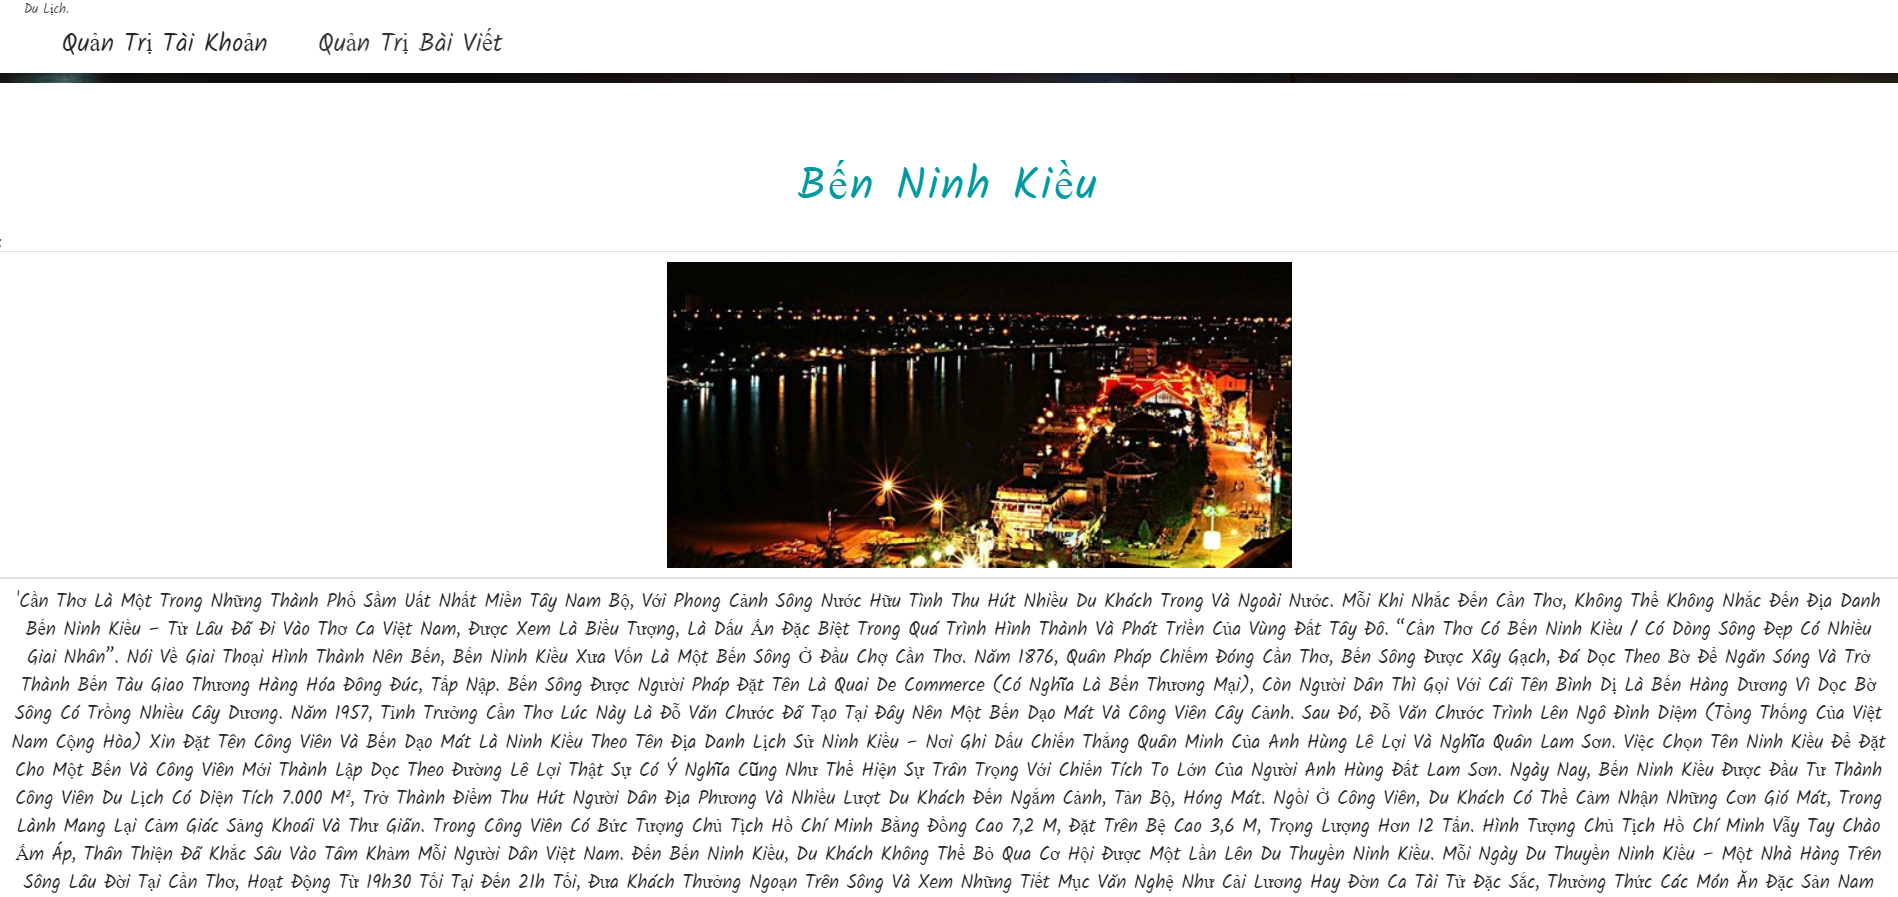 Du Lịch.
Quản Trị Tài Khoản Quản Trị Bài Viết
Bến Ninh Kiều
;
'Cần Thơ Là Một Trong Những Thành Phố Sầm Uất Nhất Miền Tây Nam Bộ, Với Phong Cảnh Sông Nước Hữu Tình Thu Hút Nhiều Du Khách Trong Và Ngoài Nước. Mỗi Khi Nhắc Đến Cần Thơ, Không Thể Không Nhắc Đến Địa Danh
Bến Ninh Kiều – Từ Lâu Đã Đi Vào Thơ Ca Việt Nam, Được Xem Là Biểu Tượng, Là Dấu Ấn Đặc Biệt Trong Quá Trình Hình Thành Và Phát Triển Của Vùng Đất Tây Đô. “Cần Thơ Có Bến Ninh Kiều / Có Dòng Sông Đẹp Có Nhiều
Giai Nhân”. Nói Về Giai Thoại Hình Thành Nên Bến, Bến Ninh Kiều Xưa Vốn Là Một Bến Sông Ở Đầu Chợ Cần Thơ. Năm 1876, Quân Pháp Chiếm Đóng Cần Thơ, Bến Sông Được Xây Gạch, Đá Dọc Theo Bờ Để Ngăn Sóng Và Trở
Thành Bến Tàu Giao Thương Hàng Hóa Đông Đúc, Tấp Nập. Bến Sông Được Người Pháp Đặt Tên Là Quai De Commerce (Có Nghĩa Là Bến Thương Mại), Còn Người Dân Thì Gọi Với Cái Tên Bình Dị Là Bến Hàng Dương Vì Dọc Bờ
Sông Có Trồng Nhiều Cây Dương. Năm 1957, Tỉnh Trưởng Cần Thơ Lúc Này Là Đỗ Văn Chước Đã Tạo Tại Đây Nên Một Bến Dạo Mát Và Công Viên Cây Cảnh. Sau Đó, Đỗ Văn Chước Trình Lên Ngô Đình Diệm (Tổng Thống Của Việt
Nam Cộng Hòa) Xin Đặt Tên Công Viên Và Bến Dạo Mát Là Ninh Kiều Theo Tên Địa Danh Lịch Sử Ninh Kiều – Nơi Ghi Dấu Chiến Thắng Quân Minh Của Anh Hùng Lê Lợi Và Nghĩa Quân Lam Sơn. Việc Chọn Tên Ninh Kiều Để Đặt
Cho Một Bến Và Công Viên Mới Thành Lập Dọc Theo Đường Lê Lợi Thật Sự Có Ý Nghĩa Cũng Như Thể Hiện Sự Trân Trọng Với Chiến Tích To Lớn Của Người Anh Hùng Đất Lam Sơn. Ngày Nay, Bến Ninh Kiều Được Đầu Tư Thành
Công Viên Du Lịch Có Diện Tích 7.000 M², Trở Thành Điểm Thu Hút Người Dân Địa Phương Và Nhiều Lượt Du Khách Đến Ngắm Cảnh, Tản Bộ, Hóng Mát. Ngồi Ở Công Viên, Du Khách Có Thể Cảm Nhận Những Cơn Gió Mát, Trong
Lành Mang Lại Cảm Giác Sảng Khoái Và Thư Giãn. Trong Công Viên Có Bức Tượng Chủ Tịch Hồ Chí Minh Bằng Đồng Cao 7,2 M, Đặt Trên Bệ Cao 3,6 M, Trọng Lượng Hơn 12 Tấn. Hình Tượng Chủ Tịch Hồ Chí Minh Vẫy Tay Chào
Ấm Áp, Thân Thiện Đã Khắc Sâu Vào Tâm Khảm Mỗi Người Dân Việt Nam. Đến Bến Ninh Kiều, Du Khách Không Thể Bỏ Qua Cơ Hội Được Một Lần Lên Du Thuyền Ninh Kiều. Mỗi Ngày Du Thuyền Ninh Kiều – Một Nhà Hàng Trên
Sông Lâu Đời Tại Cần Thơ, Hoạt Động Từ 19h30 Tối Tại Đến 21h Tối, Đưa Khách Thưởng Ngoạn Trên Sông Và Xem Những Tiết Mục Văn Nghệ Như Cải Lương Hay Đờn Ca Tài Tử Đặc Sắc, Thưởng Thức Các Món Ăn Đặc Sản Nam